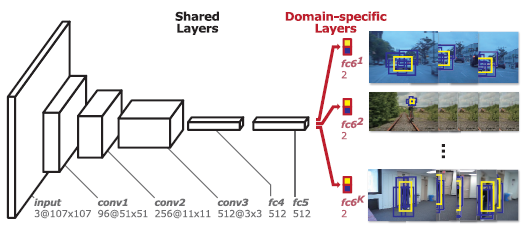 Shared
Layers
Domain-specific
Layers
fc6¹
2
fc6²
2
fc6ᴷ
2
input
3@107x107
conv1
96@51x51
conv2
256@11x11
conv3
512@3x3
fc4
512
fc5
512